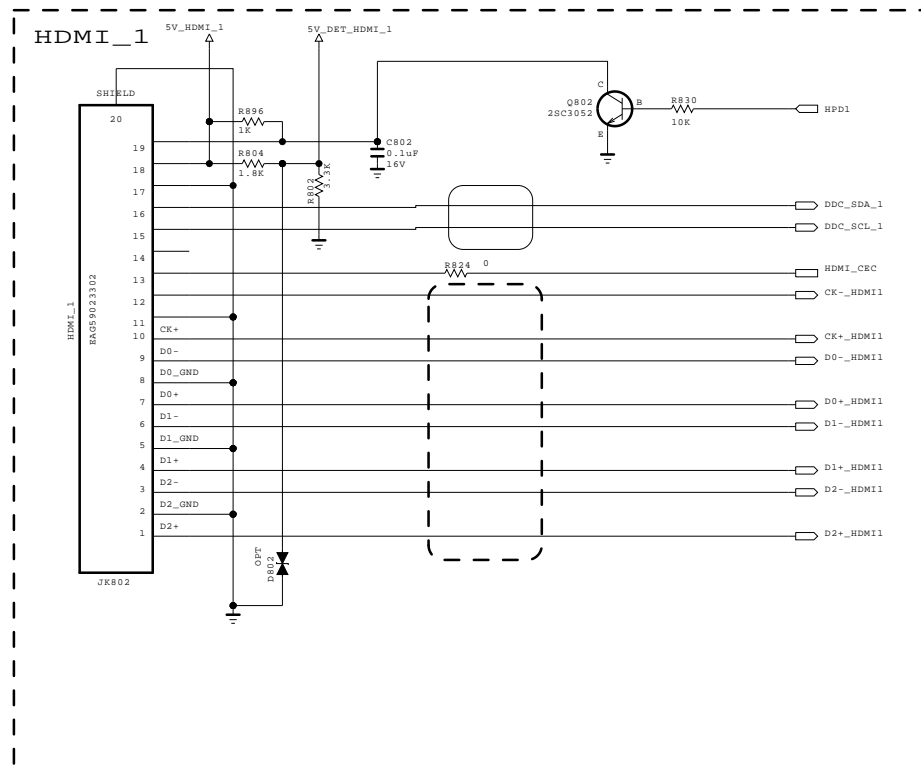 HDMI_1
5V_HDMI_1
5V_DET_HDMI_1
SHIELD
20
R896
1K
R804
1.8K
R802
3.3K
C802
0.1uF
16V
C
Q802
2SC3052
B
E
R830
10K
HPD1
19
18
17
16
DDC_SDA_1
15
DDC_SCL_1
14
R824
0
13
HDMI_CEC
12
CK-_HDMI1
11
CK+
10
CK+_HDMI1
D0-
9
D0-_HDMI1
D0_GND
8
D0+
7
D0+_HDMI1
D1-
6
D1-_HDMI1
D1_GND
5
D1+
4
D1+_HDMI1
D2-
3
D2-_HDMI1
D2_GND
2
D2+
1
D2+_HDMI1
HDMI_1
EAG59023302
JK802
OPT
D802